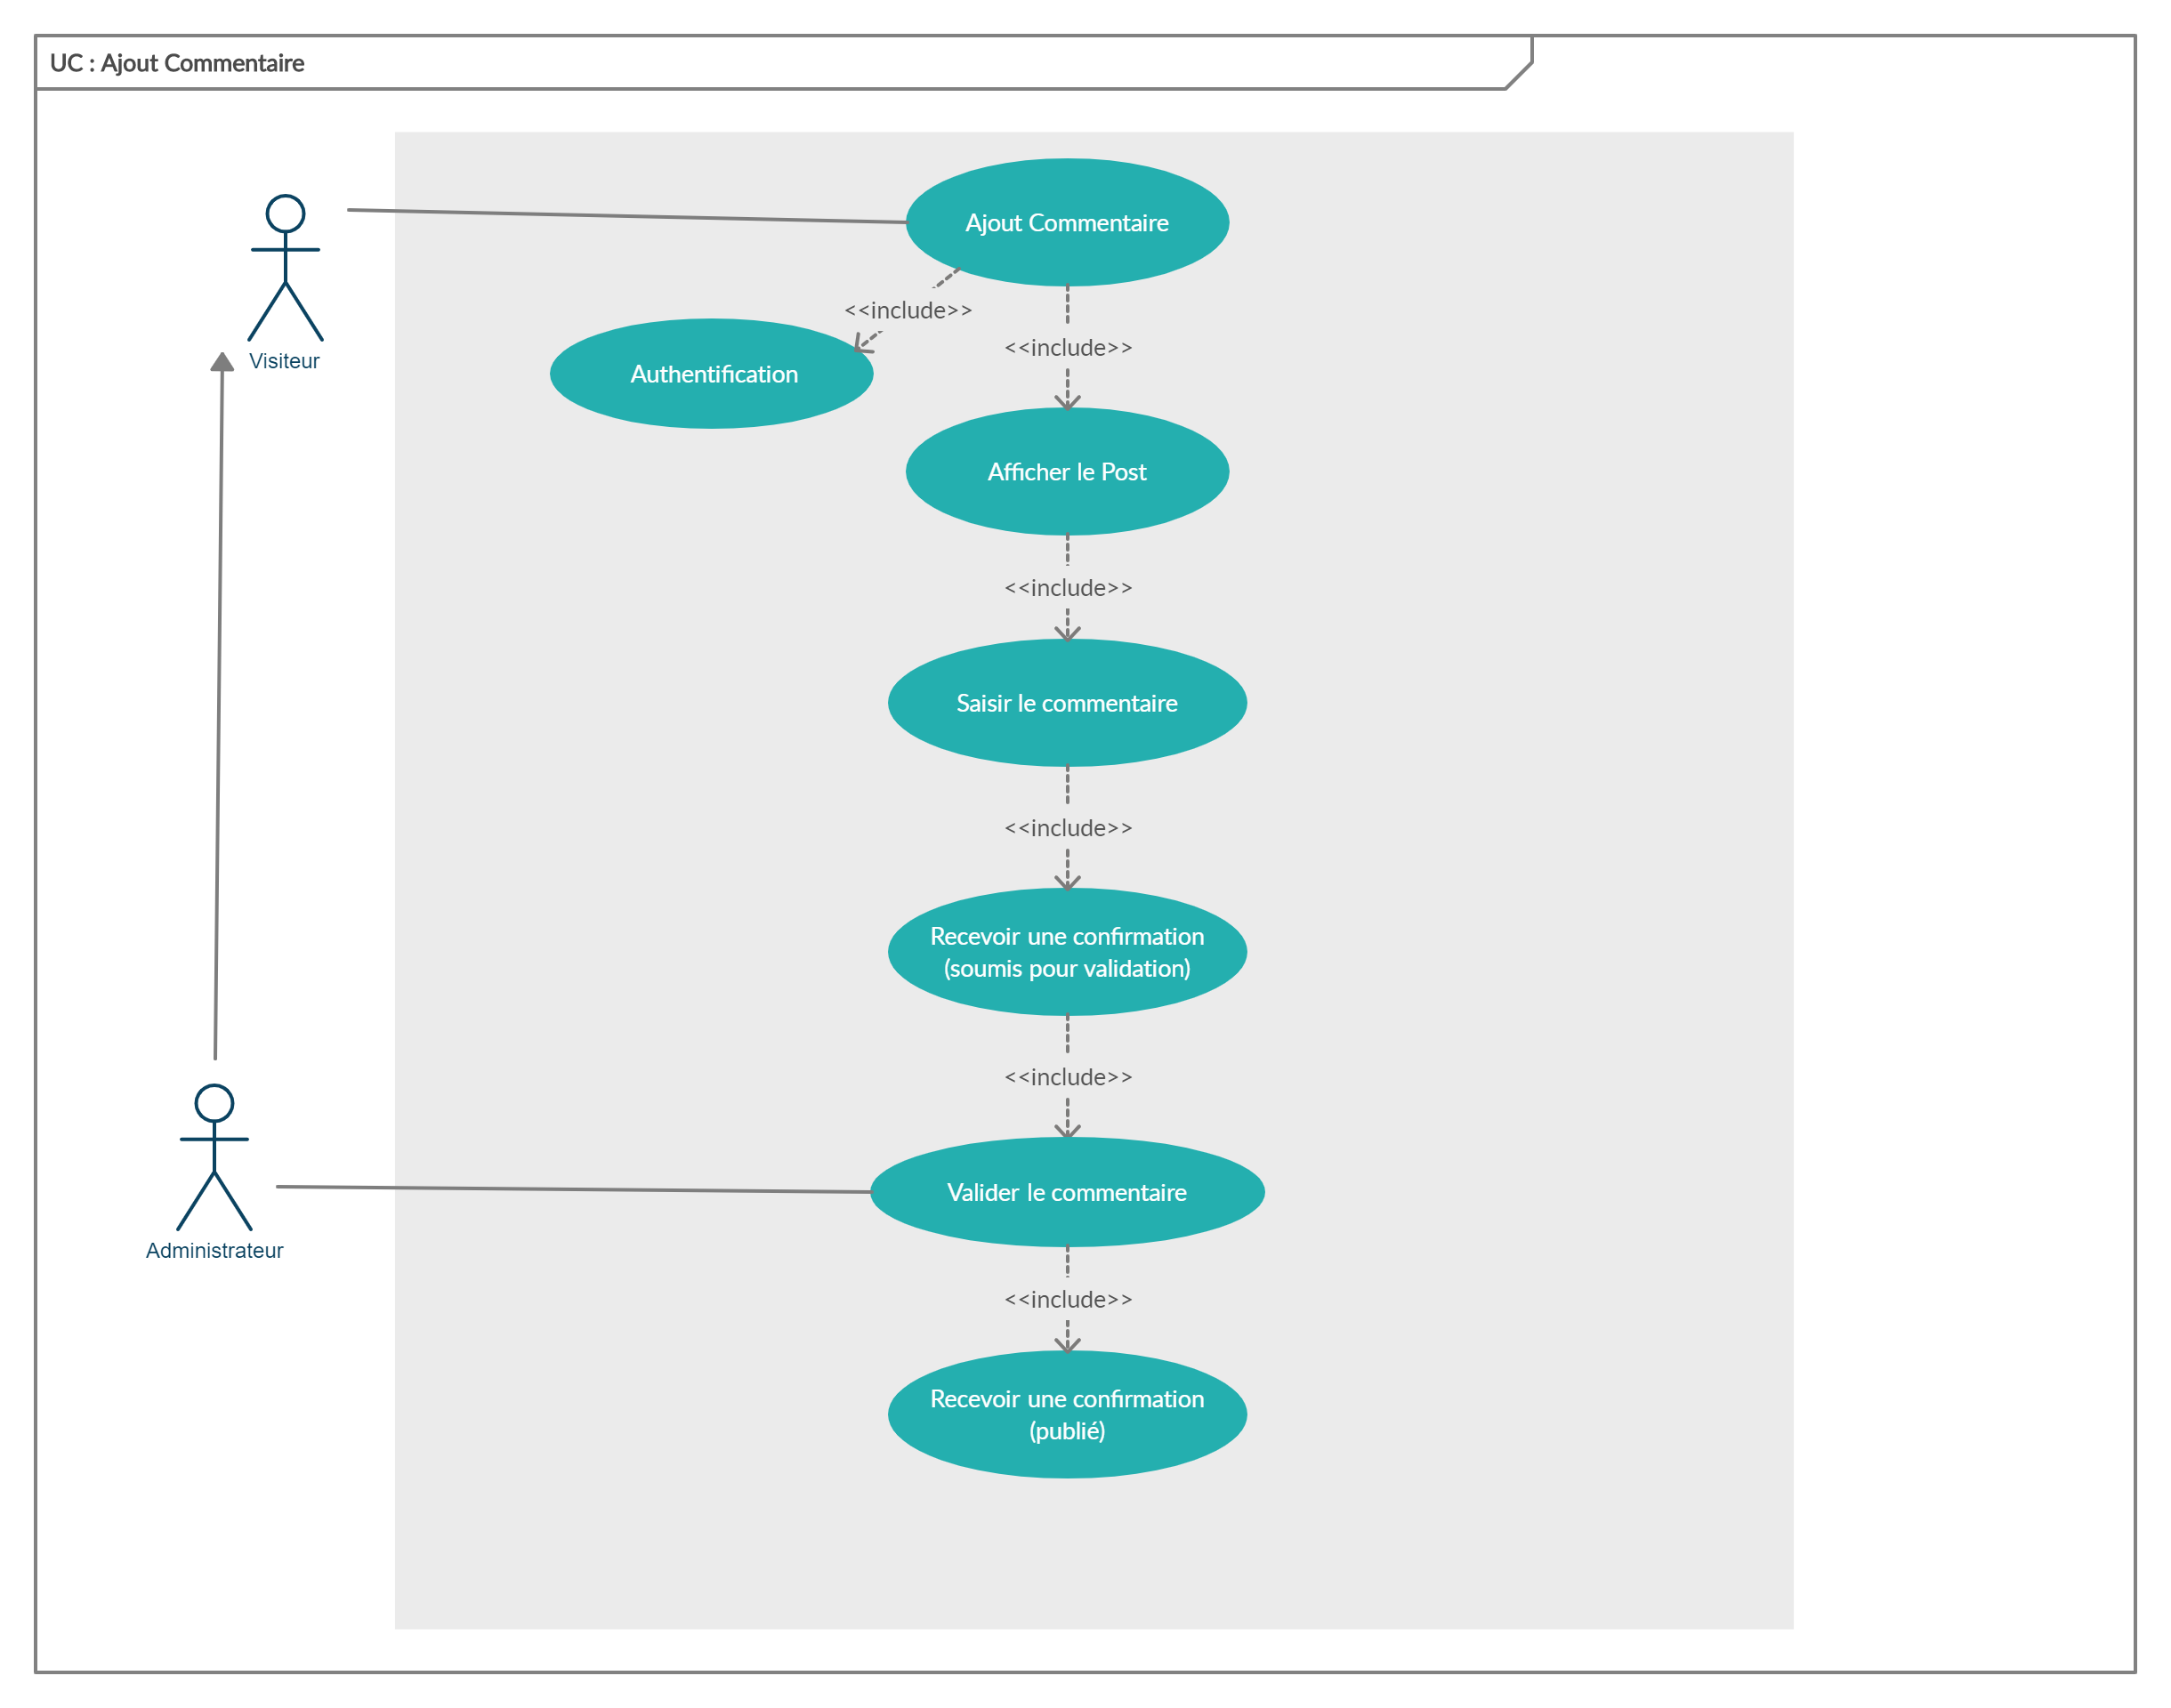 UC : Ajout Commentaire
Ajout Commentaire
<<include>>
<<include>>
Visiteur
Authentification
Afficher le Post
<<include>>
Saisir le commentaire
<<include>>
Recevoir une confirmation
(soumis pour validation)
<<include>>
Valider le commentaire
Administrateur
<<include>>
Recevoir une confirmation
(publié)